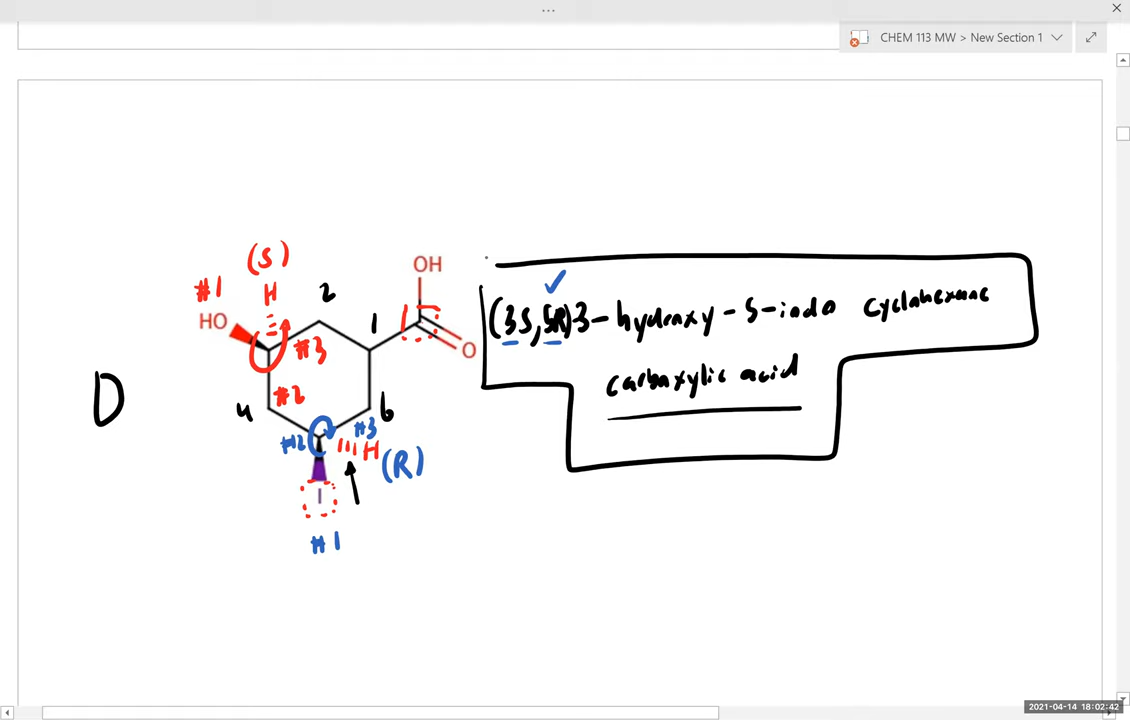 CHEM 113 MW > New Section 1
(S)
OH
#1
H
2
HO
1
O
#3
(3S,5R)3-hydroxy-5-iodo cyclohexane
carboxylic acid
D
#2
4
6
#2
#3
H
(R)
I
#1
2021-04-14 18:02:42